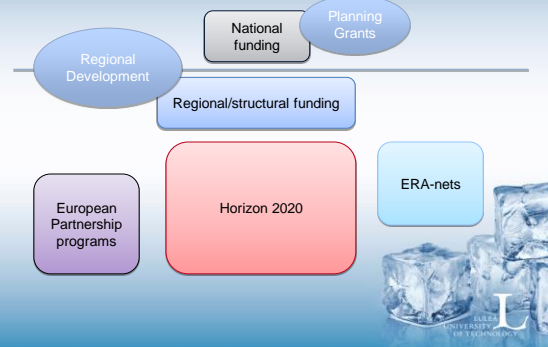 Planning
Grants
National
funding
Regional
Development
Regional/structural funding
ERA-nets
European
Partnership
programs
Horizon 2020
LULEÅ
UNIVERSITY
OF TECHNOLOGY
L